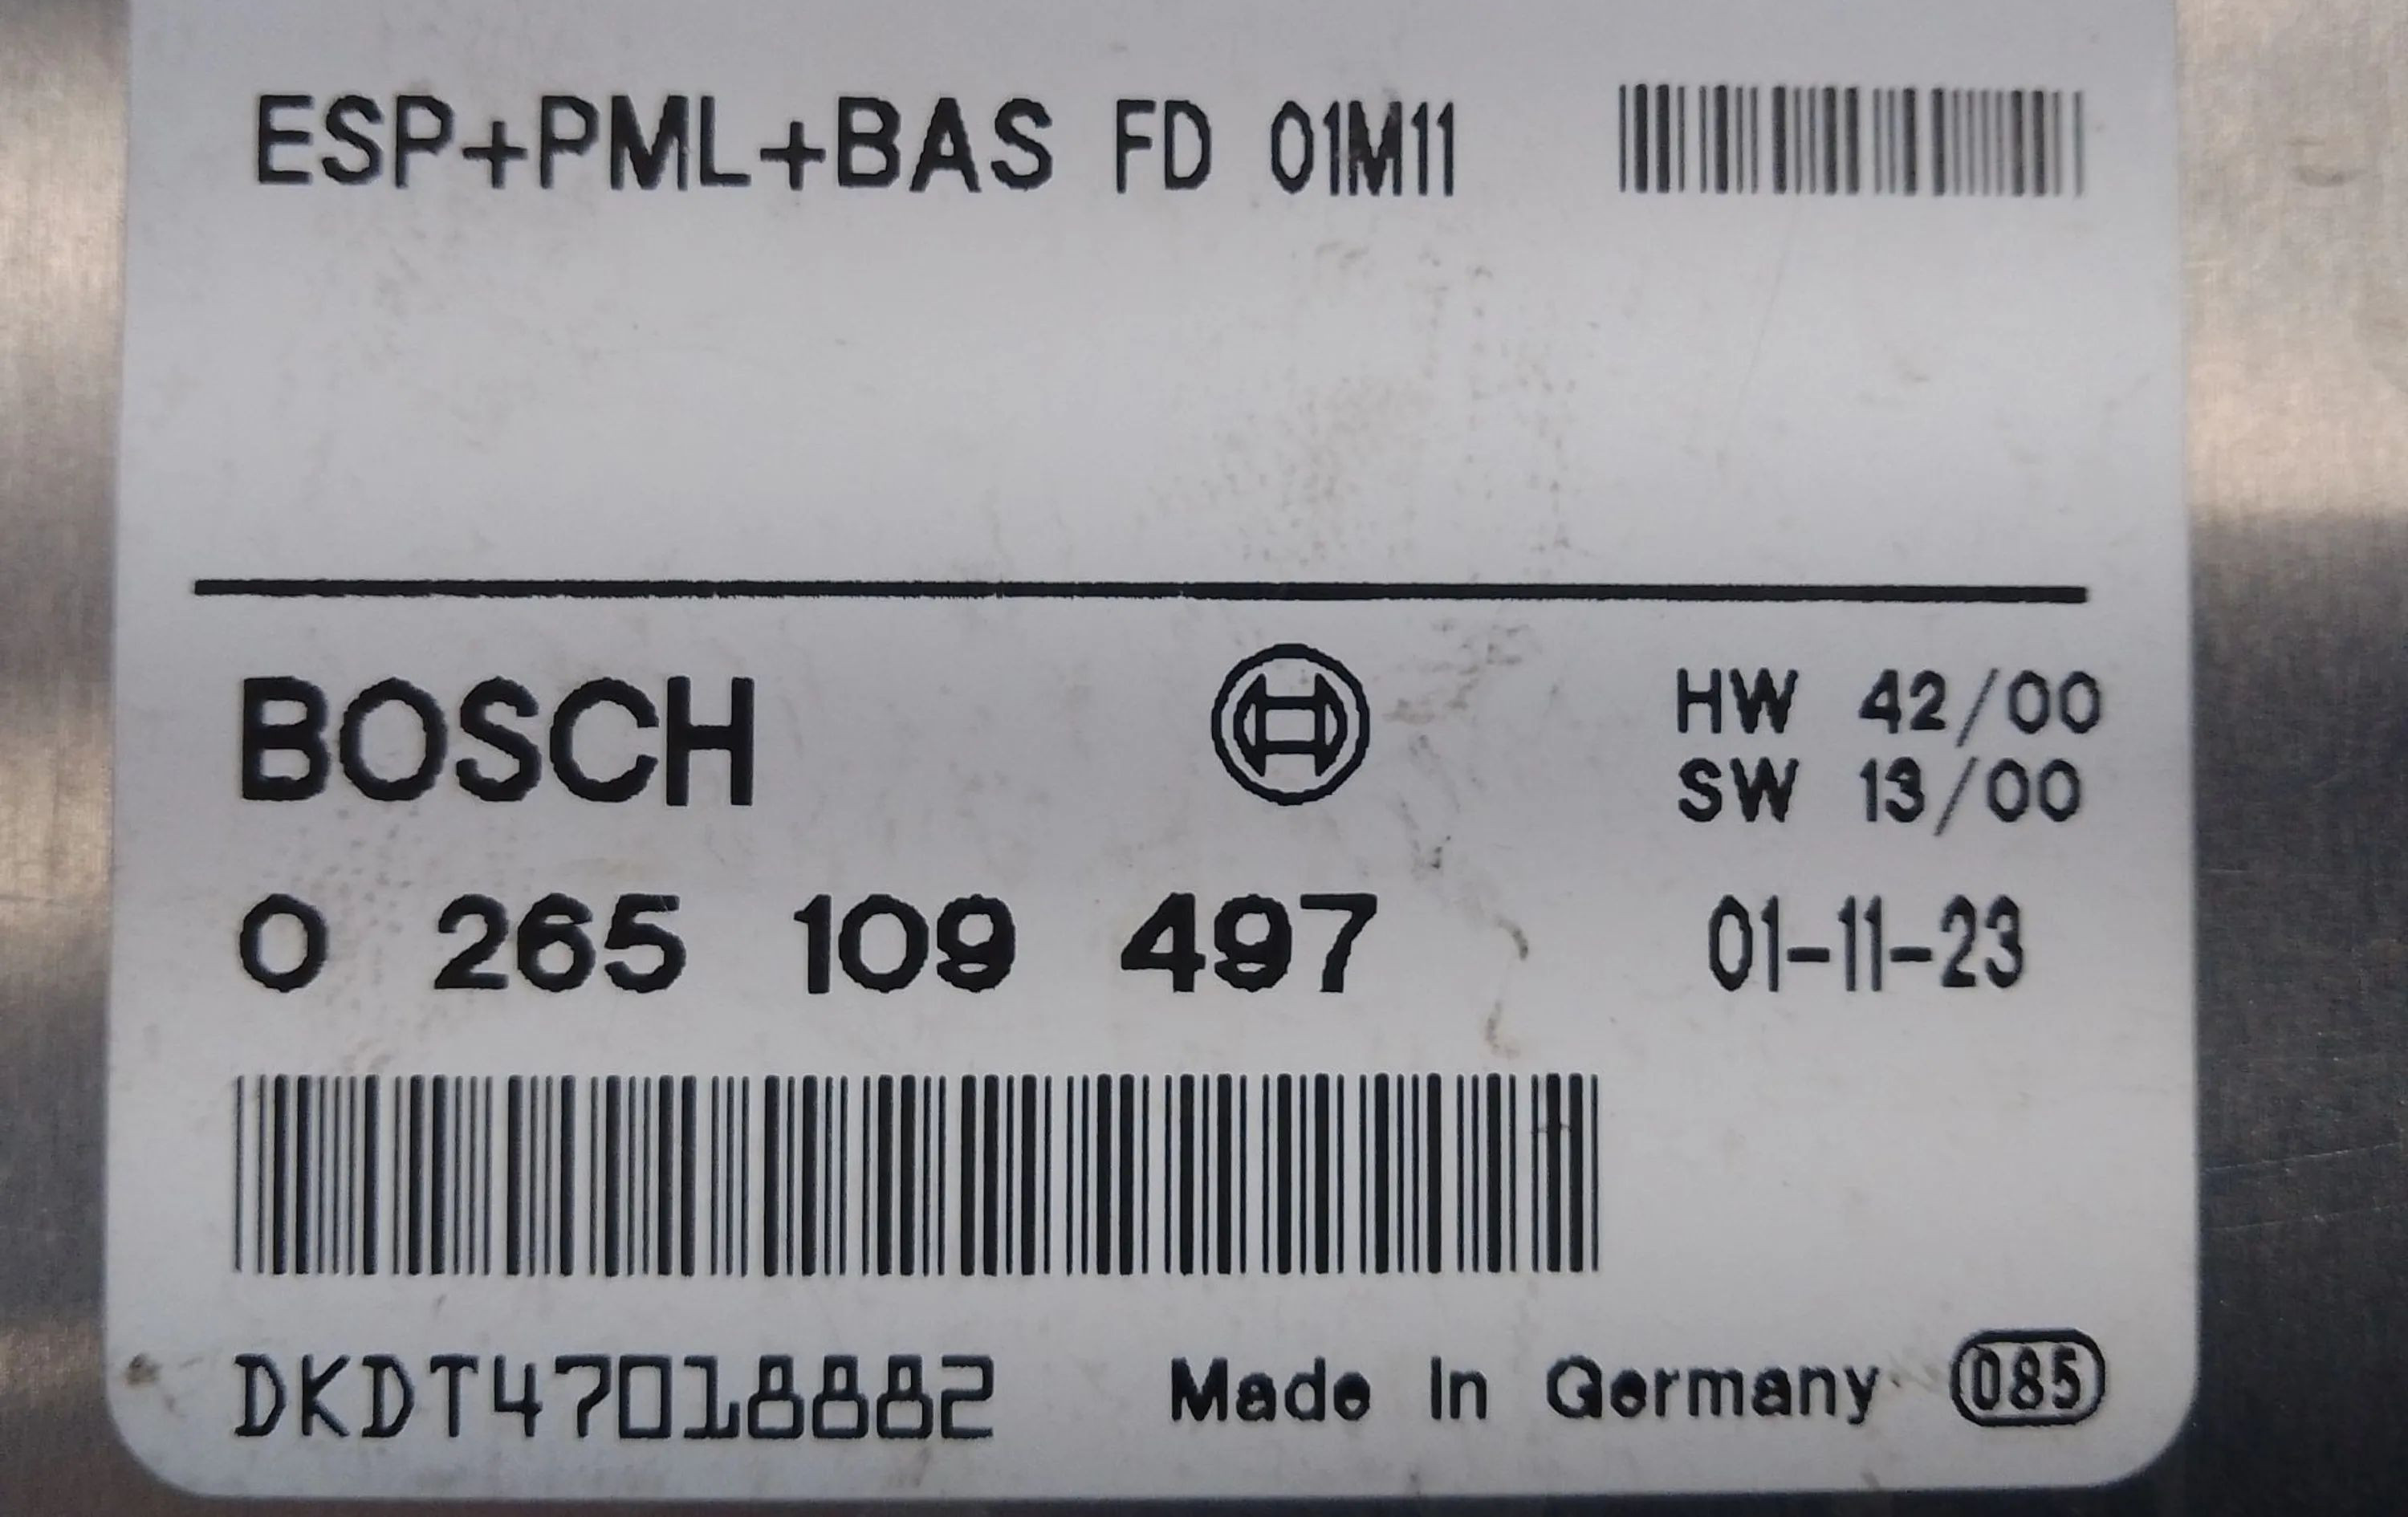 ESP+PML+BAS FD 01M11
BOSCH
HW 42/00
SW 13/00
0 265 109 497 01-11-23
DKDT47018882 Made In Germany 085